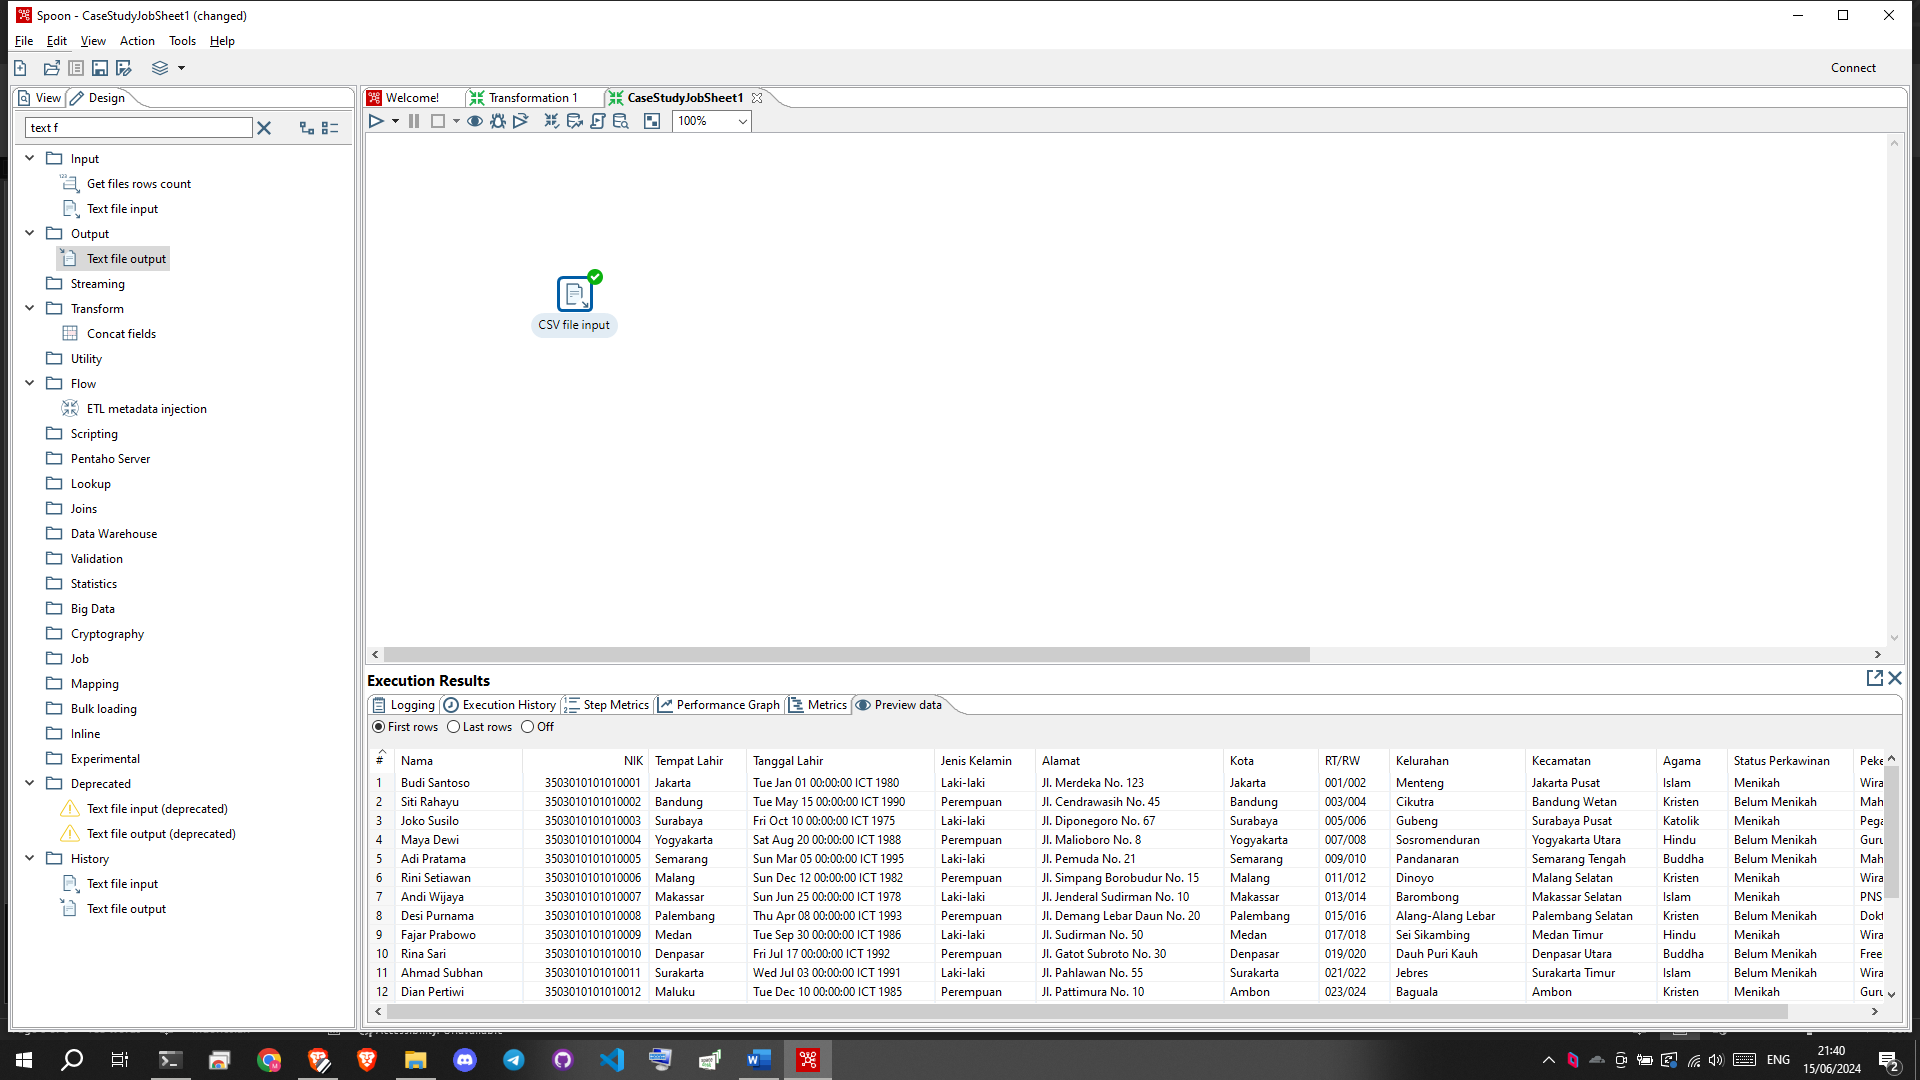 Spoon - CaseStudyJobSheet1 (changed)
File Edit View Action Tools Help
Connect
View Design
Welcome! Transformation 1 CaseStudyJobSheet1
text f
100%
Input
Get files rows count
Text file input
Output
Text file output
Streaming
Transform
Concat fields
Utility
Flow
ETL metadata injection
Scripting
Pentaho Server
Lookup
Joins
Data Warehouse
Validation
Statistics
Big Data
Cryptography
Job
Mapping
Bulk loading
Inline
Experimental
Deprecated
Text file input (deprecated)
Text file output (deprecated)
History
Text file input
Text file output
CSV file input
Execution Results
Logging Execution History Step Metrics Performance Graph Metrics Preview data
First rows Last rows Off
# Nama NIK Tempat Lahir Tanggal Lahir Jenis Kelamin Alamat Kota RT/RW Kelurahan Kecamatan Agama Status Perkawinan Peke
1 Budi Santoso 3503010101010001 Jakarta Tue Jan 01 00:00:00 ICT 1980 Laki-laki Jl. Merdeka No. 123 Jakarta 001/002 Menteng Jakarta Pusat Islam Menikah Wira
2 Siti Rahayu 3503010101010002 Bandung Tue May 15 00:00:00 ICT 1990 Perempuan Jl. Cendrawasih No. 45 Bandung 003/004 Cikutra Bandung Wetan Kristen Belum Menikah Mah
3 Joko Susilo 3503010101010003 Surabaya Fri Oct 10 00:00:00 ICT 1975 Laki-laki Jl. Diponegoro No. 67 Surabaya 005/006 Gubeng Surabaya Pusat Katolik Menikah Pega
4 Maya Dewi 3503010101010004 Yogyakarta Sat Aug 20 00:00:00 ICT 1988 Perempuan Jl. Malioboro No. 8 Yogyakarta 007/008 Sosromenduran Yogyakarta Utara Hindu Belum Menikah Guru
5 Adi Pratama 3503010101010005 Semarang Sun Mar 05 00:00:00 ICT 1995 Laki-laki Jl. Pemuda No. 21 Semarang 009/010 Pandanaran Semarang Tengah Buddha Belum Menikah Mah
6 Rini Setiawan 3503010101010006 Malang Sun Dec 12 00:00:00 ICT 1982 Perempuan Jl. Simpang Borobudur No. 15 Malang 011/012 Dinoyo Malang Selatan Kristen Menikah Wira
7 Andi Wijaya 3503010101010007 Makassar Sun Jun 25 00:00:00 ICT 1978 Laki-laki Jl. Jenderal Sudirman No. 10 Makassar 013/014 Barombong Makassar Selatan Islam Menikah PNS
8 Desi Purnama 3503010101010008 Palembang Thu Apr 08 00:00:00 ICT 1993 Perempuan Jl. Demang Lebar Daun No. 20 Palembang 015/016 Alang-Alang Lebar Palembang Selatan Kristen Belum Menikah Dokt
9 Fajar Prabowo 3503010101010009 Medan Tue Sep 30 00:00:00 ICT 1986 Laki-laki Jl. Sudirman No. 50 Medan 017/018 Sei Sikambing Medan Timur Hindu Menikah Wira
10 Rina Sari 3503010101010010 Denpasar Fri Jul 17 00:00:00 ICT 1992 Perempuan Jl. Gatot Subroto No. 30 Denpasar 019/020 Dauh Puri Kauh Denpasar Utara Buddha Belum Menikah Free
11 Ahmad Subhan 3503010101010011 Surakarta Wed Jul 03 00:00:00 ICT 1991 Laki-laki Jl. Pahlawan No. 55 Surakarta 021/022 Jebres Surakarta Timur Islam Belum Menikah Wira
12 Dian Pertiwi 3503010101010012 Maluku Tue Dec 10 00:00:00 ICT 1985 Perempuan Jl. Pattimura No. 10 Ambon 023/024 Baguala Ambon Kristen Menikah Guru
ENG
21:40
15/06/2024
2